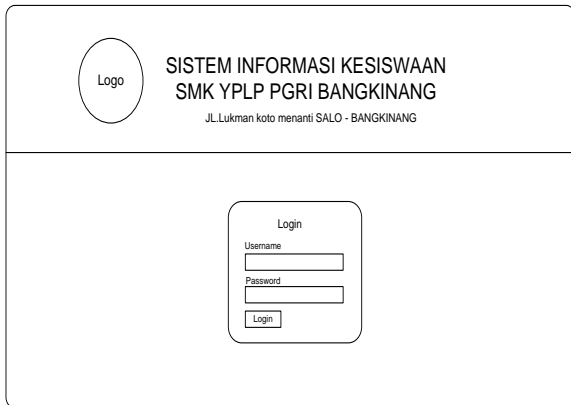 Logo
SISTEM INFORMASI KESISWAAN
SMK YPLP PGRI BANGKINANG
JL.Lukman koto menanti SALO - BANGKINANG
Login
Username
Password
Login